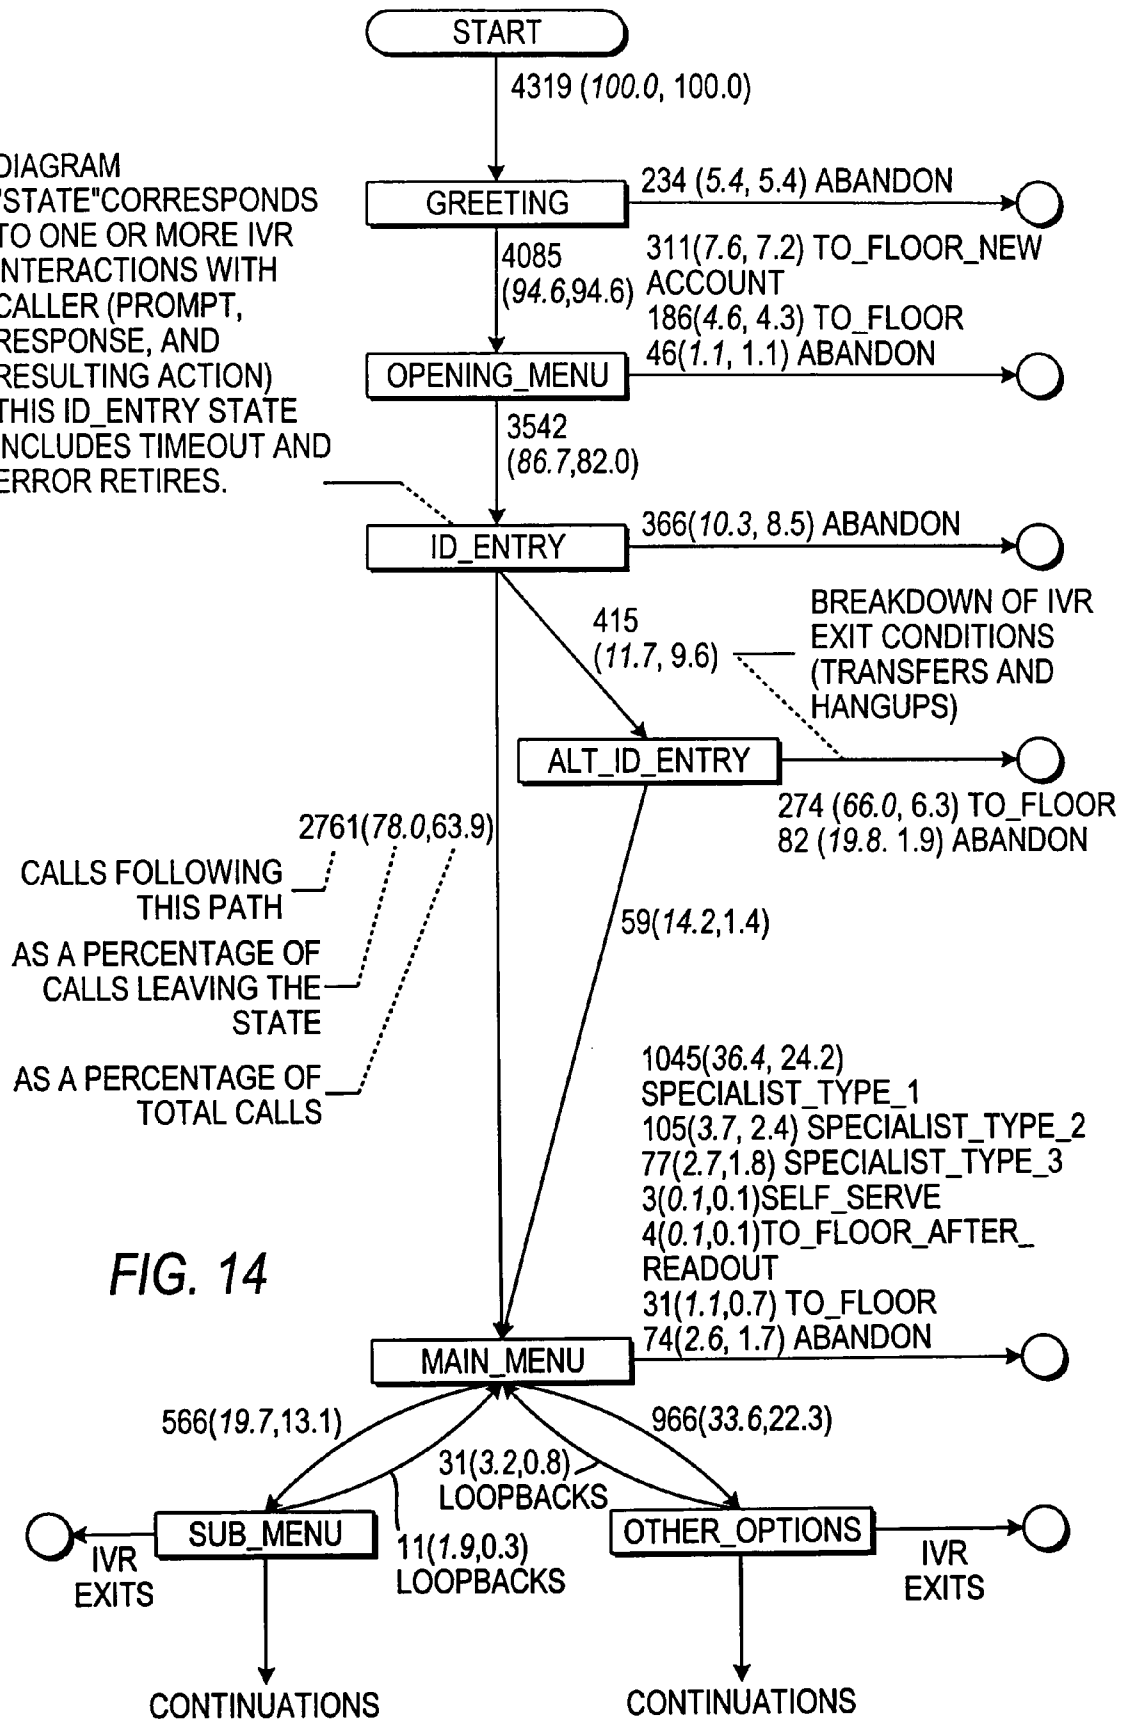 START
4319 (100.0, 100.0)
DIAGRAM
"STATE"CORRESPONDS
TO ONE OR MORE IVR
INTERACTIONS WITH
CALLER (PROMPT,
RESPONSE, AND
RESULTING ACTION)
THIS ID_ENTRY STATE
INCLUDES TIMEOUT AND
ERROR RETIRES.
GREETING
234 (5.4, 5.4) ABANDON
4085
(94.6,94.6)
311(7.6, 7.2) TO_FLOOR_NEW
ACCOUNT
186(4.6, 4.3) TO_FLOOR
46(1.1, 1.1) ABANDON
OPENING_MENU
3542
(86.7,82.0)
ID_ENTRY
366(10.3, 8.5) ABANDON
415
(11.7, 9.6)
BREAKDOWN OF IVR
EXIT CONDITIONS
(TRANSFERS AND
HANGUPS)
ALT_ID_ENTRY
274 (66.0, 6.3) TO_FLOOR
82 (19.8. 1.9) ABANDON
2761(78.0,63.9)
CALLS FOLLOWING
THIS PATH
AS A PERCENTAGE OF
CALLS LEAVING THE
STATE
AS A PERCENTAGE OF
TOTAL CALLS
59(14.2,1.4)
1045(36.4, 24.2)
SPECIALIST_TYPE_1
105(3.7, 2.4) SPECIALIST_TYPE_2
77(2.7,1.8) SPECIALIST_TYPE_3
3(0.1,0.1)SELF_SERVE
4(0.1,0.1)TO_FLOOR_AFTER_
READOUT
31(1.1,0.7) TO_FLOOR
74(2.6, 1.7) ABANDON
FIG. 14
MAIN_MENU
566(19.7,13.1)
966(33.6,22.3)
31(3.2,0.8)
LOOPBACKS
SUB_MENU
OTHER_OPTIONS
11(1.9,0.3)
LOOPBACKS
IVR
EXITS
IVR
EXITS
CONTINUATIONS
CONTINUATIONS